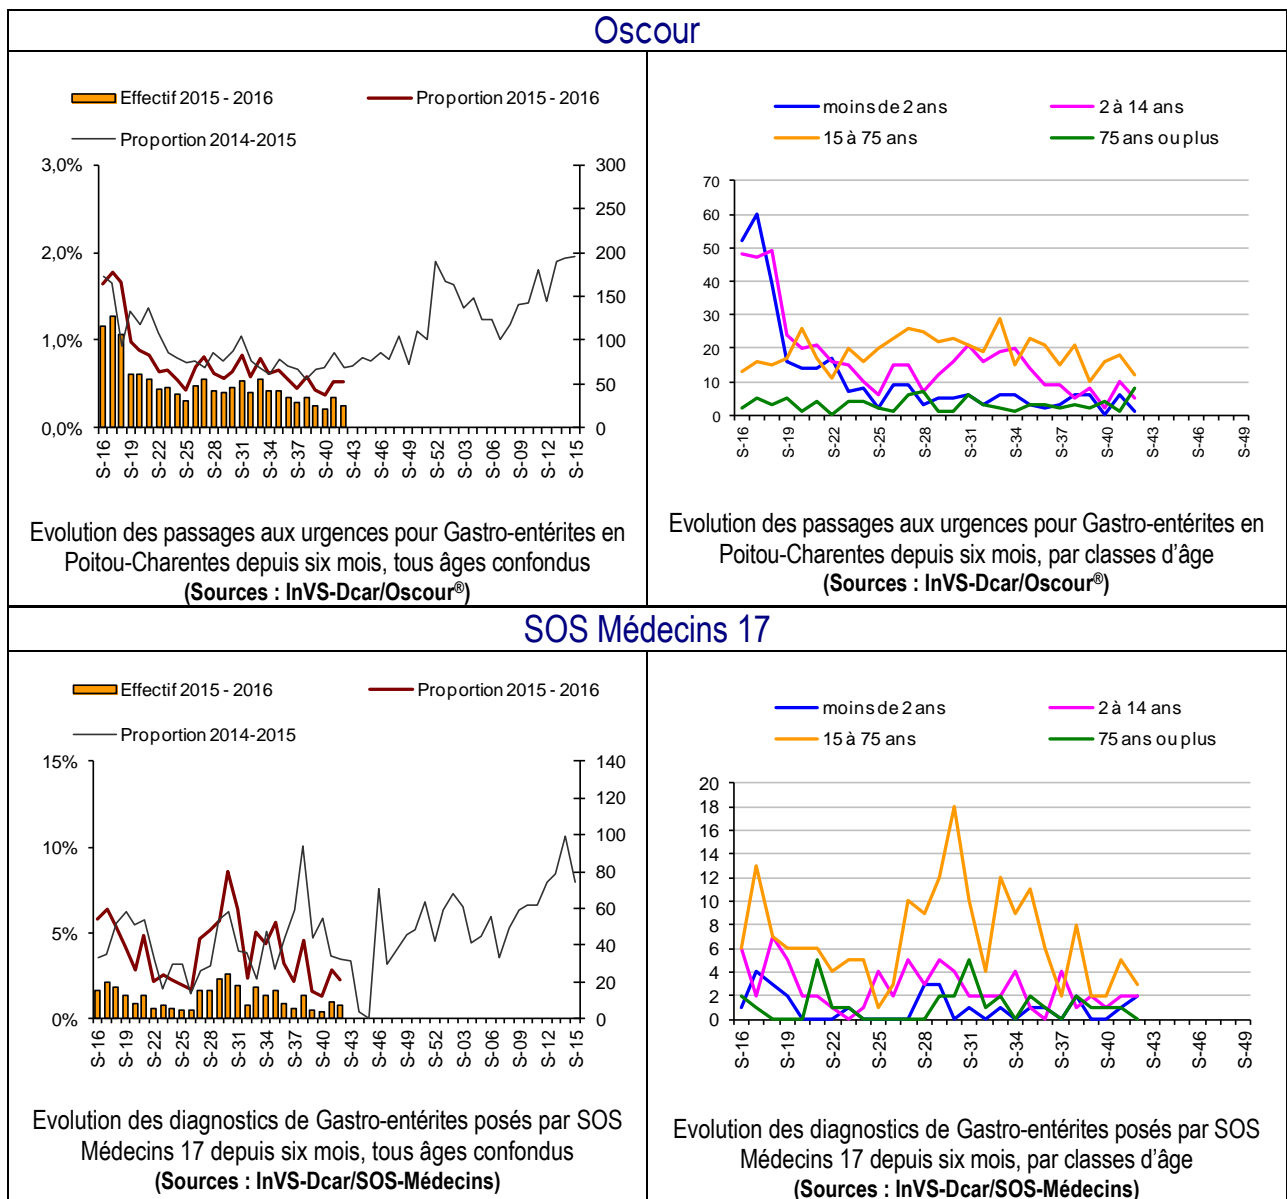 Oscour
Effectif 2015 - 2016
Proportion 2015 - 2016
Proportion 2014-2015
3,0%
2,0%
1,0%
0,0%
300
250
200
150
100
50
0
S-16
S-19
S-22
S-25
S-28
S-31
S-34
S-37
S-40
S-43
S-46
S-49
S-52
S-03
S-06
S-09
S-12
S-15
Evolution des passages aux urgences pour Gastro-entérites en
Poitou-Charentes depuis six mois, tous âges confondus
(Sources : InVS-Dcar/Oscour®)
moins de 2 ans
2 à 14 ans
15 à 75 ans
75 ans ou plus
70
60
50
40
30
20
10
0
S-16
S-19
S-22
S-25
S-28
S-31
S-34
S-37
S-40
S-43
S-46
S-49
Evolution des passages aux urgences pour Gastro-entérites en
Poitou-Charentes depuis six mois, par classes d’âge
(Sources : InVS-Dcar/Oscour®)
SOS Médecins 17
Effectif 2015 - 2016
Proportion 2015 - 2016
Proportion 2014-2015
15%
10%
5%
0%
140
120
100
80
60
40
20
0
S-16
S-19
S-22
S-25
S-28
S-31
S-34
S-37
S-40
S-43
S-46
S-49
S-52
S-03
S-06
S-09
S-12
S-15
Evolution des diagnostics de Gastro-entérites posés par SOS
Médecins 17 depuis six mois, tous âges confondus
(Sources : InVS-Dcar/SOS-Médecins)
moins de 2 ans
2 à 14 ans
15 à 75 ans
75 ans ou plus
20
18
16
14
12
10
8
6
4
2
0
S-16
S-19
S-22
S-25
S-28
S-31
S-34
S-37
S-40
S-43
S-46
S-49
Evolution des diagnostics de Gastro-entérites posés par SOS
Médecins 17 depuis six mois, par classes d’âge
(Sources : InVS-Dcar/SOS-Médecins)